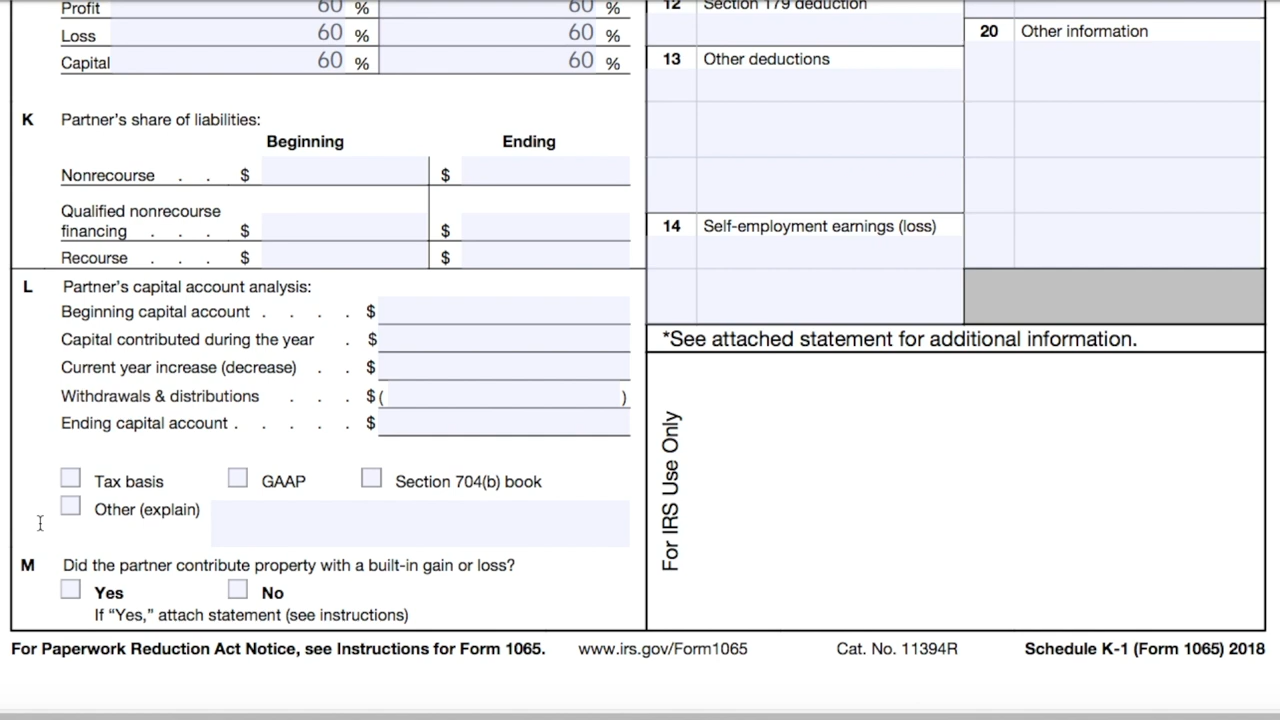 Profit 60 % 60 %
Loss 60 % 60 %
Capital 60 % 60 %
K Partner's share of liabilities:
Beginning Ending
Nonrecourse . . $ $
Qualified nonrecourse
financing . . . $ $
Recourse . . . $ $
L Partner's capital account analysis:
Beginning capital account . . . . $
Capital contributed during the year . $
Current year increase (decrease) . . $
Withdrawals & distributions . . . $ ( )
Ending capital account . . . . . $
Tax basis GAAP Section 704(b) book
Other (explain)
M Did the partner contribute property with a built-in gain or loss?
Yes No
If “Yes,” attach statement (see instructions)
12 Section 179 deduction
13 Other deductions
14 Self-employment earnings (loss)
20 Other information
*See attached statement for additional information.
For IRS Use Only
For Paperwork Reduction Act Notice, see Instructions for Form 1065. www.irs.gov/Form1065 Cat. No. 11394R Schedule K-1 (Form 1065) 2018